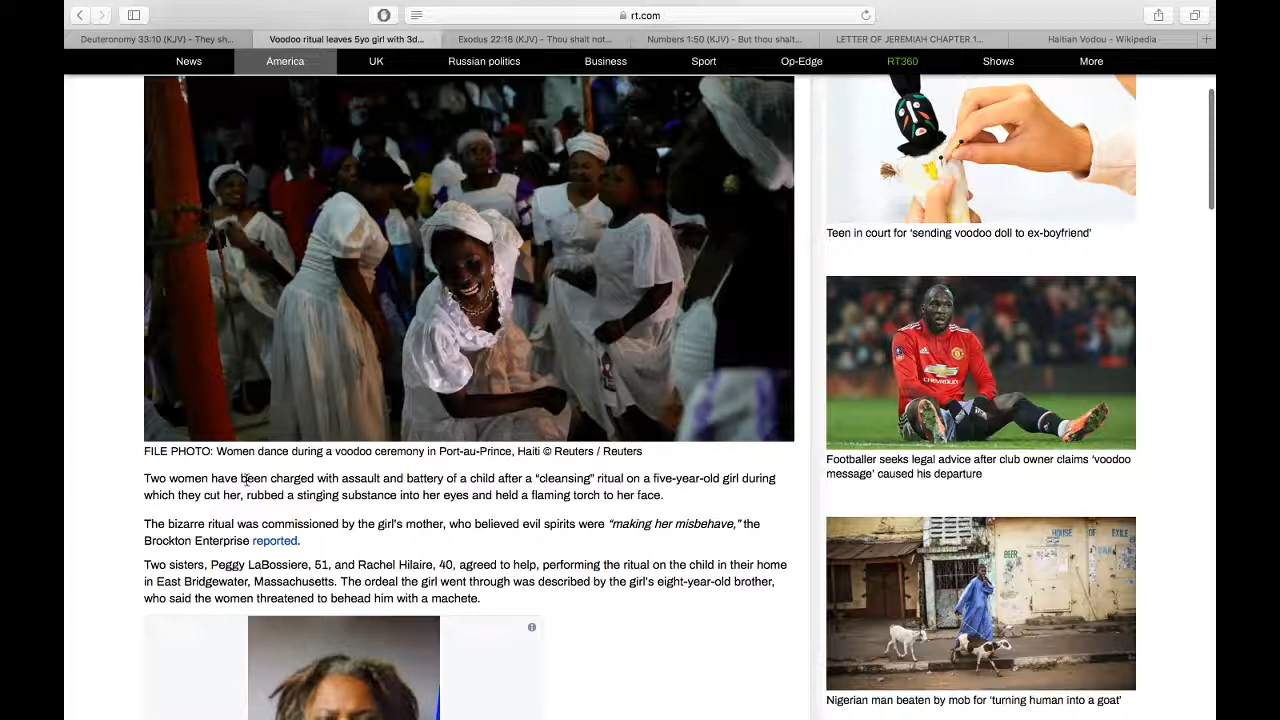 rt.com
Deuteronomy 33:10 (KJV) - They sh...
Voodoo ritual leaves 5yo girl with 3d...
Exodus 22:18 (KJV) - Thou shalt not...
Numbers 1:50 (KJV) - But thou shalt...
LETTER OF JEREMIAH CHAPTER 1...
Haitian Vodou - Wikipedia
News
America
UK
Russian politics
Business
Sport
Op-Edge
RT360
Shows
More
FILE PHOTO: Women dance during a voodoo ceremony in Port-au-Prince, Haiti © Reuters / Reuters
Two women have been charged with assault and battery of a child after a “cleansing” ritual on a five-year-old girl during
which they cut her, rubbed a stinging substance into her eyes and held a flaming torch to her face.
The bizarre ritual was commissioned by the girl's mother, who believed evil spirits were “making her misbehave,” the
Brockton Enterprise reported.
Two sisters, Peggy LaBossiere, 51, and Rachel Hilaire, 40, agreed to help, performing the ritual on the child in their home
in East Bridgewater, Massachusetts. The ordeal the girl went through was described by the girl's eight-year-old brother,
who said the women threatened to behead him with a machete.
Teen in court for ‘sending voodoo doll to ex-boyfriend’
CHEVROLET
Footballer seeks legal advice after club owner claims ‘voodoo
message’ caused his departure
HOUSE OF EXILE
BEER
BAR
Nigerian man beaten by mob for ‘turning human into a goat’